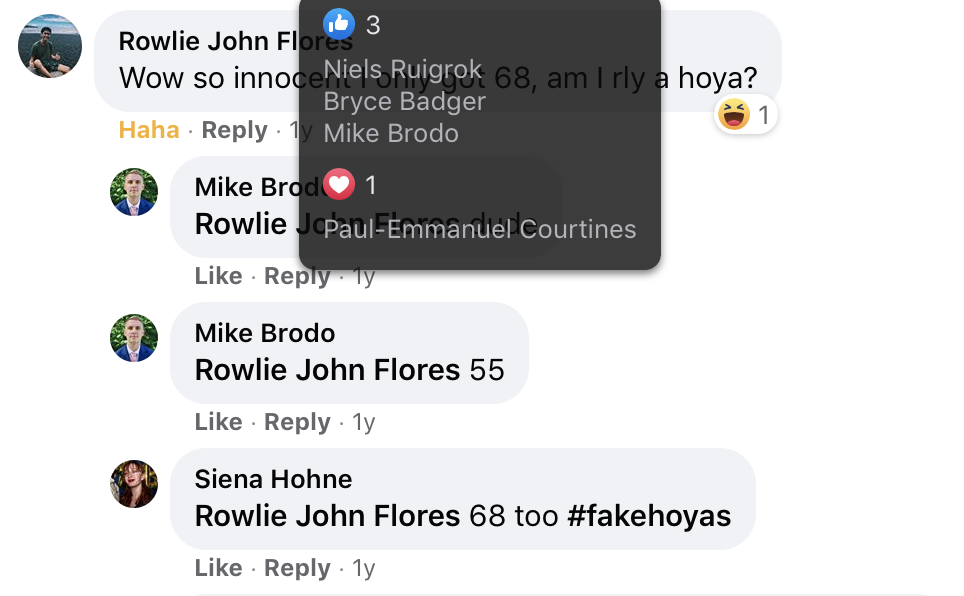 Rowlie John Flores
Wow so innocent I only got 68, am I rly a hoya?
1
Haha · Reply · 1y
3
Niels Ruigrok
Bryce Badger
Mike Brodo
1
Paul-Emmanuel Courtines
Mike Brodo
Rowlie John Flores dude
Like · Reply · 1y
Mike Brodo
Rowlie John Flores 55
Like · Reply · 1y
Siena Hohne
Rowlie John Flores 68 too #fakehoyas
Like · Reply · 1y